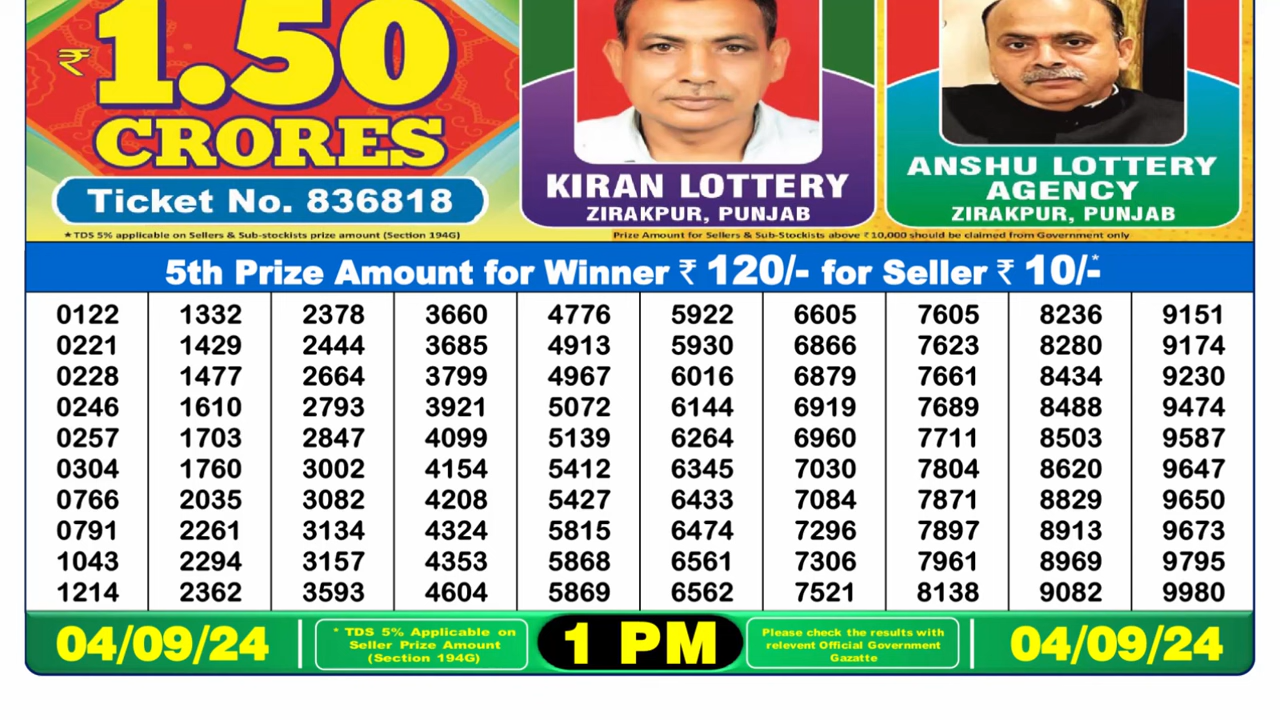 ₹ 1.50
CRORES
Ticket No. 836818
KIRAN LOTTERY
ZIRAKPUR, PUNJAB
ANSHU LOTTERY
AGENCY
ZIRAKPUR, PUNJAB
* TDS 5% applicable on Sellers & Sub-stockists prize amount (Section 194G)
Prize Amount for Sellers & Sub-Stockists above ₹10,000 should be claimed from Government only
5th Prize Amount for Winner ₹ 120/- for Seller ₹ 10/-*
0122 1332 2378 3660 4776 5922 6605 7605 8236 9151
0221 1429 2444 3685 4913 5930 6866 7623 8280 9174
0228 1477 2664 3799 4967 6016 6879 7661 8434 9230
0246 1610 2793 3921 5072 6144 6919 7689 8488 9474
0257 1703 2847 4099 5139 6264 6960 7711 8503 9587
0304 1760 3002 4154 5412 6345 7030 7804 8620 9647
0766 2035 3082 4208 5427 6433 7084 7871 8829 9650
0791 2261 3134 4324 5815 6474 7296 7897 8913 9673
1043 2294 3157 4353 5868 6561 7306 7961 8969 9795
1214 2362 3593 4604 5869 6562 7521 8138 9082 9980
04/09/24
* TDS 5% Applicable on
Seller Prize Amount
(Section 194G)
1 PM
Please check the results with
relevent Official Government
Gazatte
04/09/24